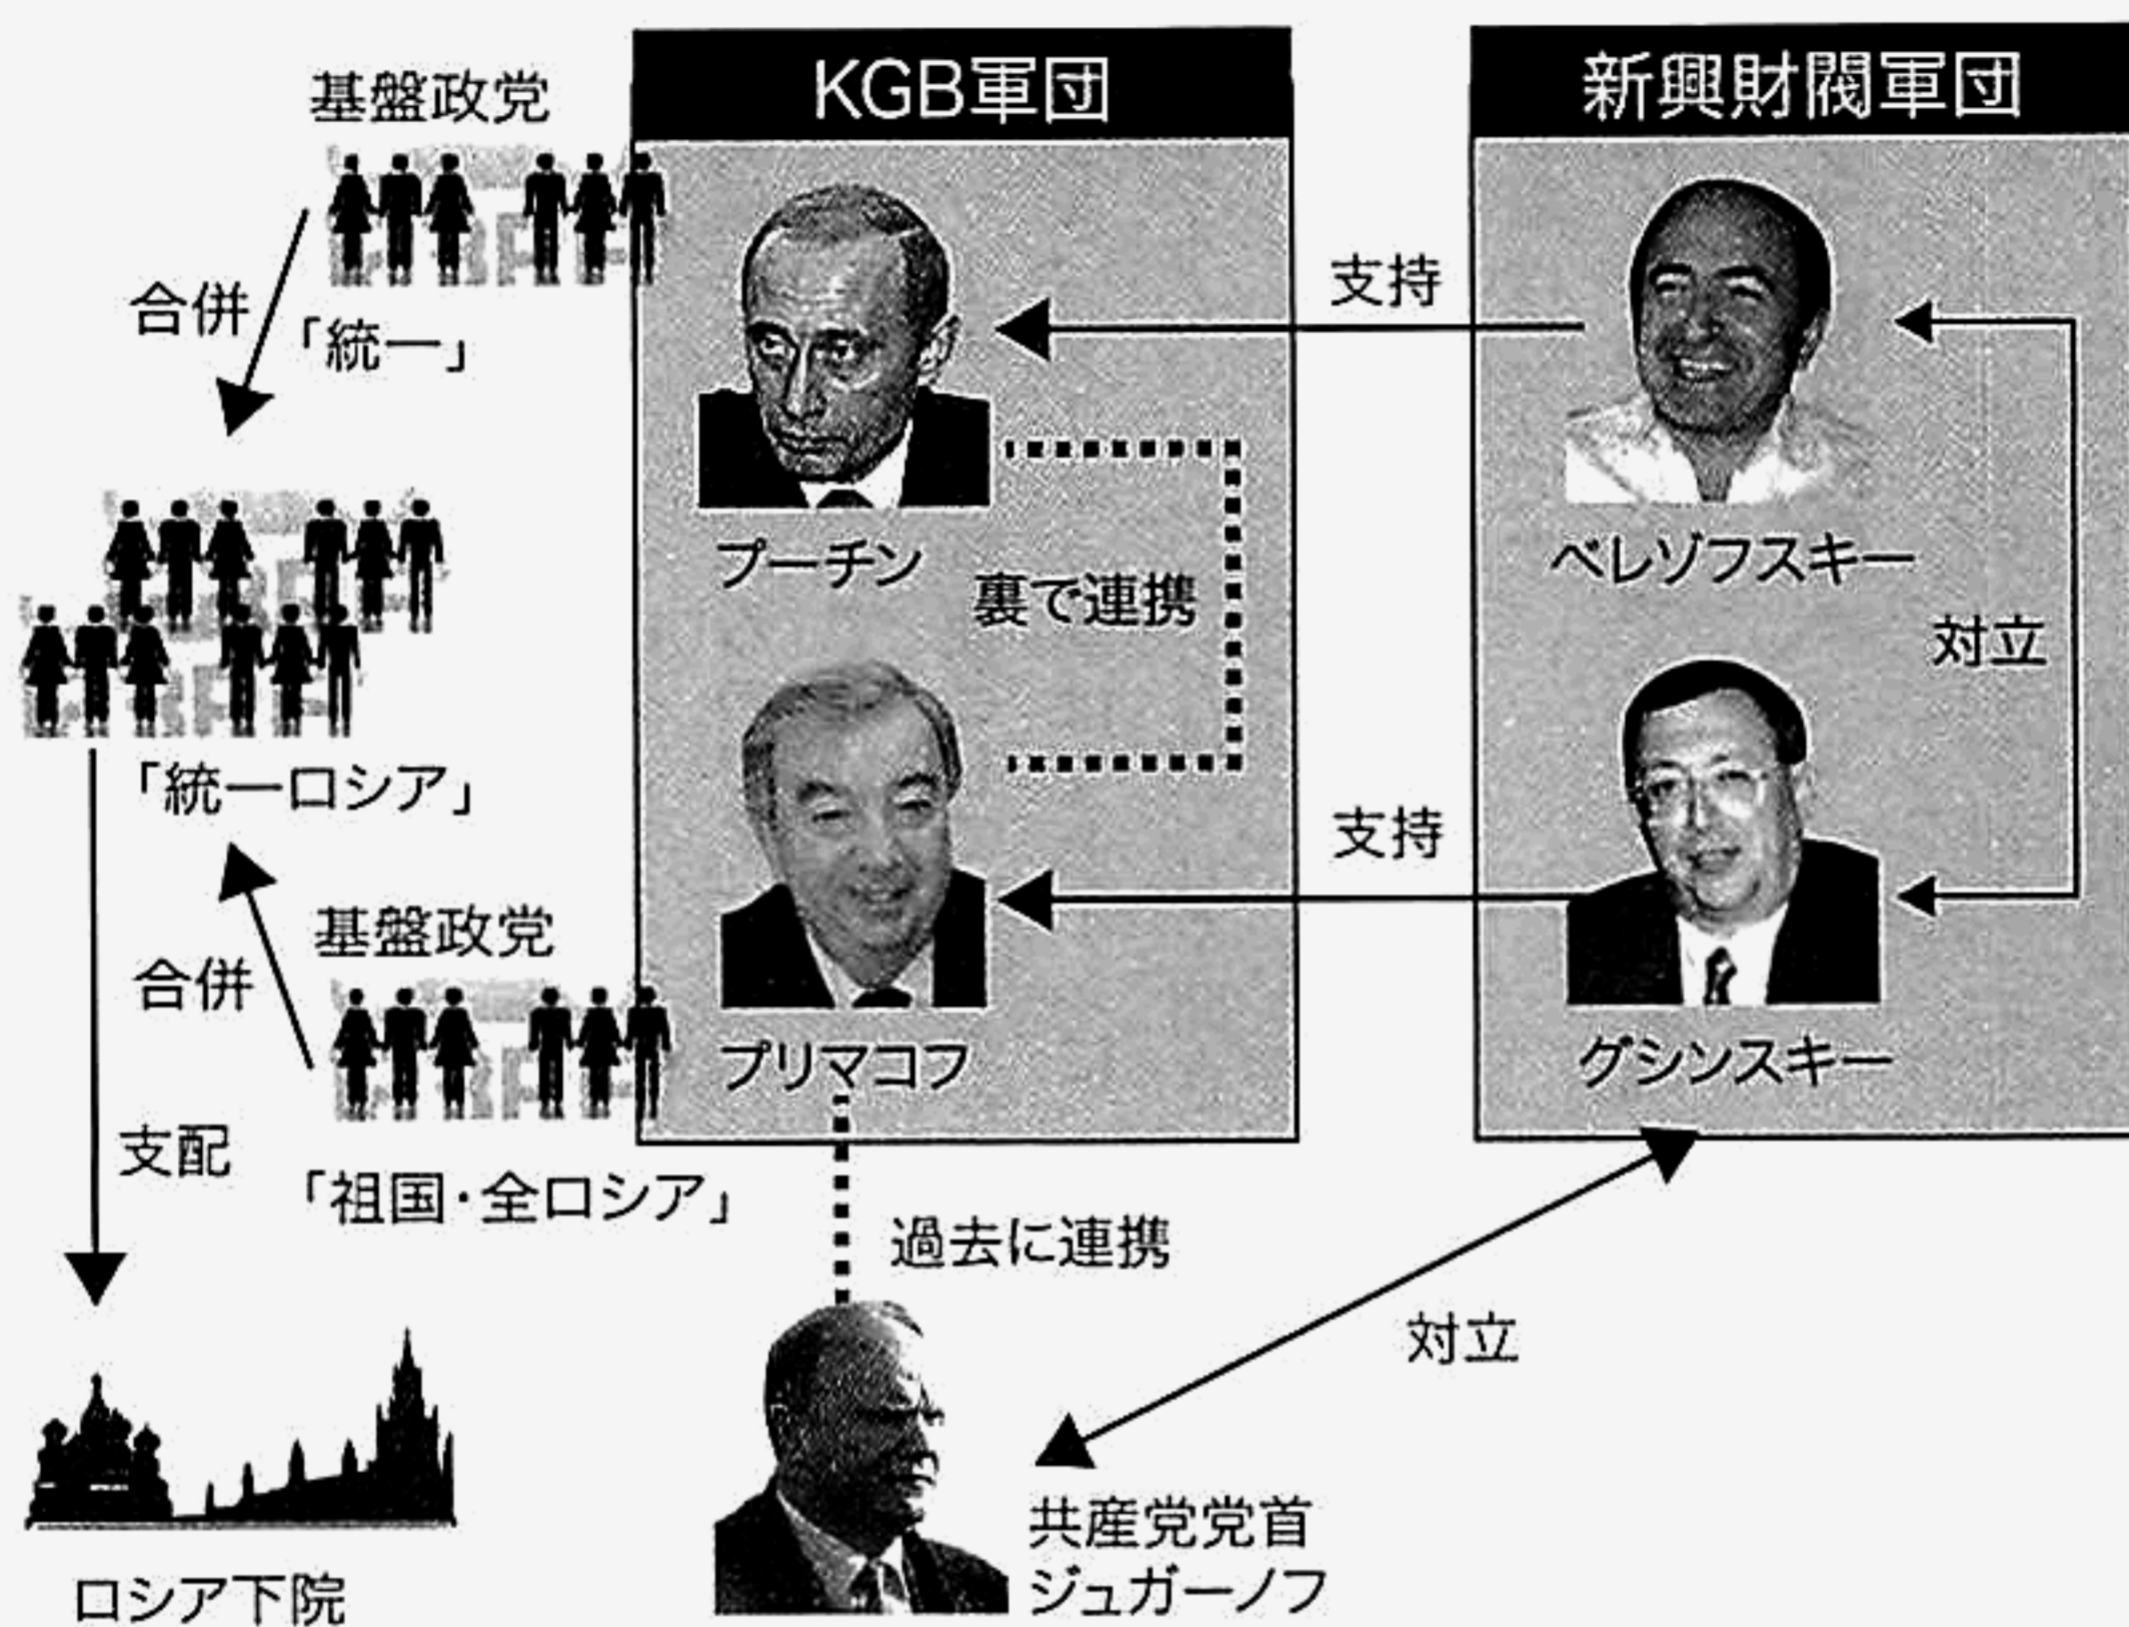 基盤政党
合併
「統一」
「統一ロシア」
基盤政党
合併
「祖国・全ロシア」
支配
ロシア下院
KGB軍団
プーチン
裏で連携
プリマコフ
過去に連携
共産党党首
ジュガーノフ
支持
支持
対立
新興財閥軍団
ベレゾフスキー
対立
グシンスキー